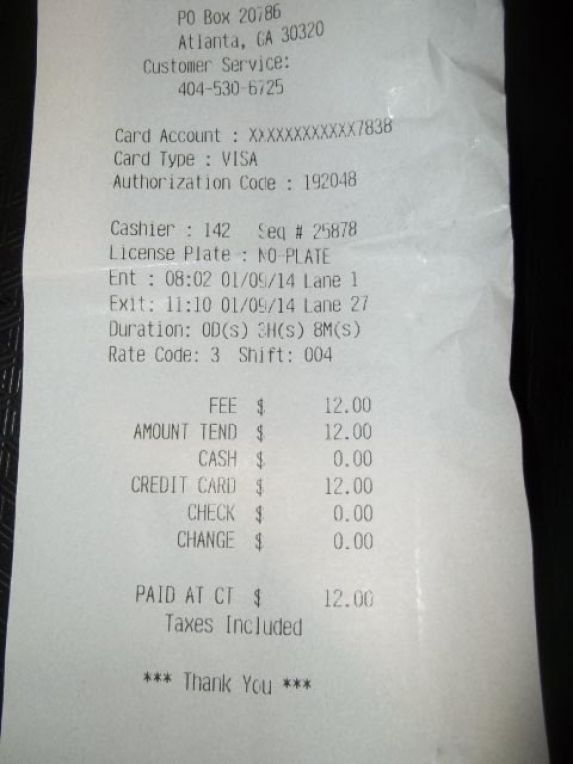 PO Box 20786
Atlanta, GA 30320
Customer Service:
404-530-6725
Card Account : XXXXXXXXXXXX7838
Card Type : VISA
Authorization Code : 192048
Cashier : 142 Seq # 25878
License Plate : NO-PLATE
Ent : 08:02 01/09/14 Lane 1
Exit: 11:10 01/09/14 Lane 27
Duration: 0D(s) 3H(s) 8M(s)
Rate Code: 3 Shift: 004
FEE $ 12.00
AMOUNT TEND $ 12.00
CASH $ 0.00
CREDIT CARD $ 12.00
CHECK $ 0.00
CHANGE $ 0.00
PAID AT CT $ 12.00
Taxes Included
*** Thank You ***